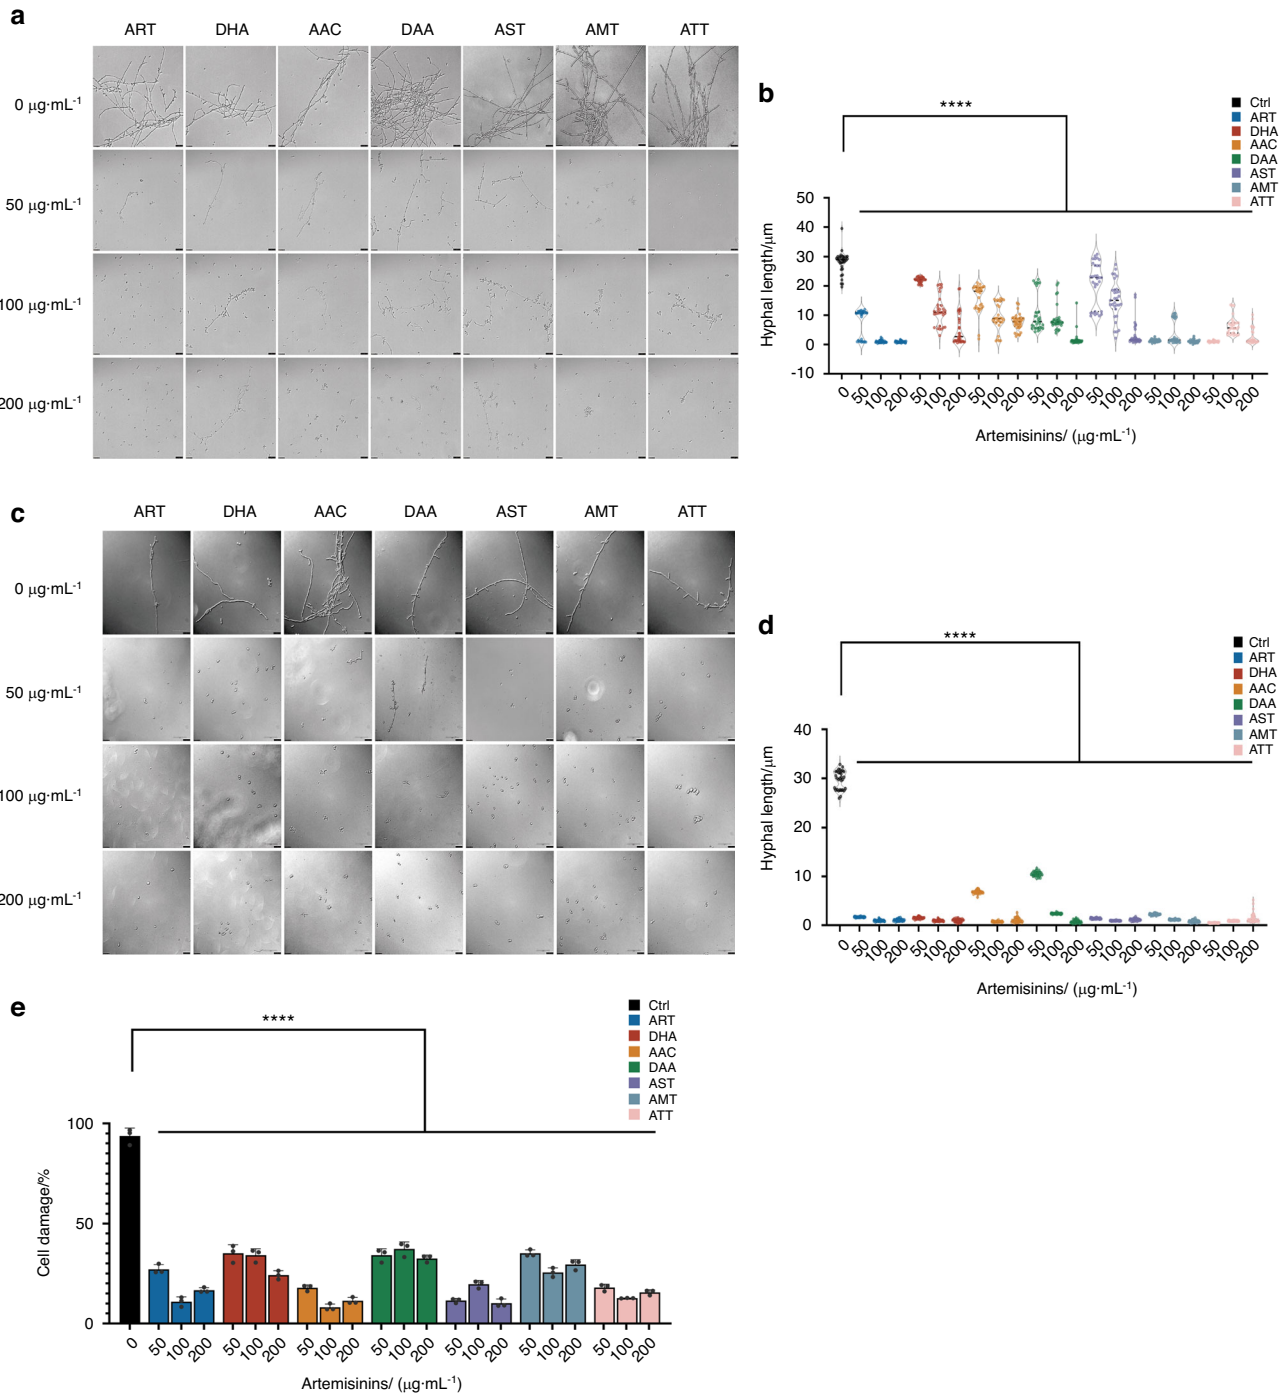 a
ART DHA AAC DAA AST AMT ATT
0 μg·mL-1
50 μg·mL-1
100 μg·mL-1
200 μg·mL-1
b
****
Ctrl
ART
DHA
AAC
DAA
AST
AMT
ATT
Hyphal length/μm
50
40
30
20
10
0
-10
0 50 100 200 50 100 200 50 100 200 50 100 200 50 100 200 50 100 200 50 100 200
Artemisinins/ (μg·mL-1)
c
ART DHA AAC DAA AST AMT ATT
0 μg·mL-1
50 μg·mL-1
100 μg·mL-1
200 μg·mL-1
d
****
Ctrl
ART
DHA
AAC
DAA
AST
AMT
ATT
Hyphal length/μm
40
30
20
10
0
0 50 100 200 50 100 200 50 100 200 50 100 200 50 100 200 50 100 200 50 100 200
Artemisinins/ (μg·mL-1)
e
****
Ctrl
ART
DHA
AAC
DAA
AST
AMT
ATT
Cell damage/%
100
50
0
0 50 100 200 50 100 200 50 100 200 50 100 200 50 100 200 50 100 200 50 100 200
Artemisinins/ (μg·mL-1)